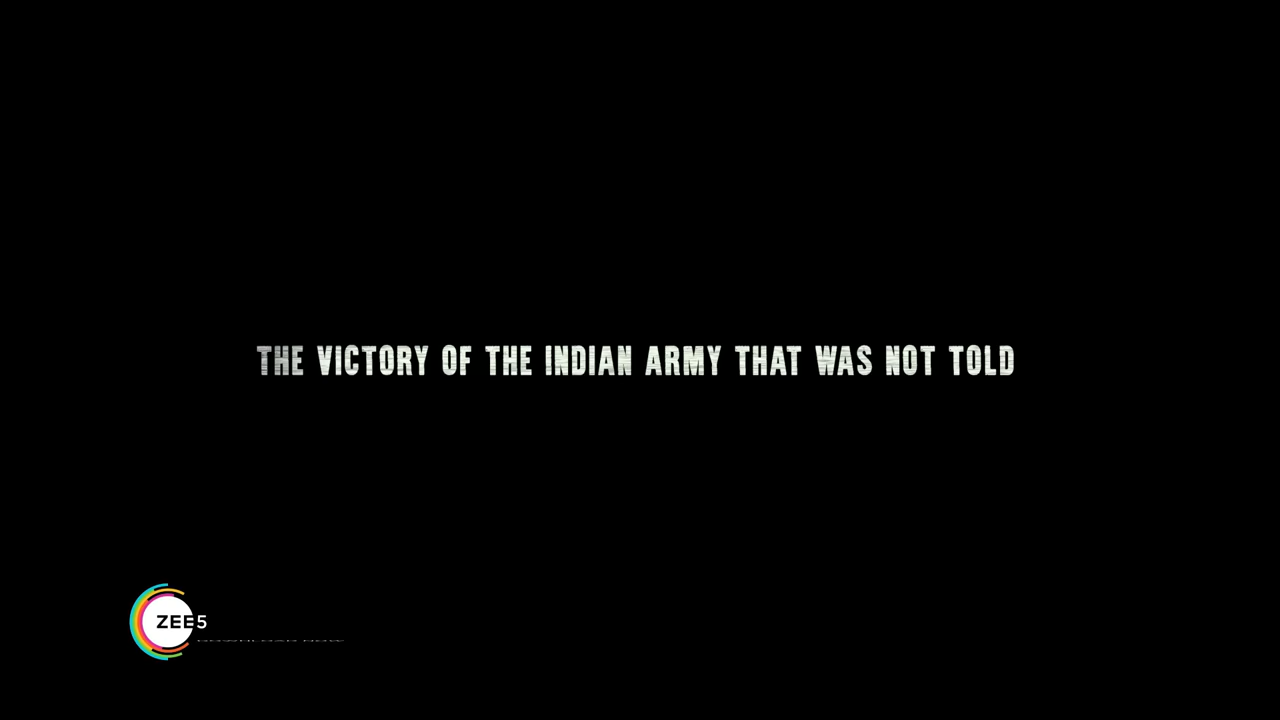 THE VICTORY OF THE INDIAN ARMY THAT WAS NOT TOLD
ZEE5